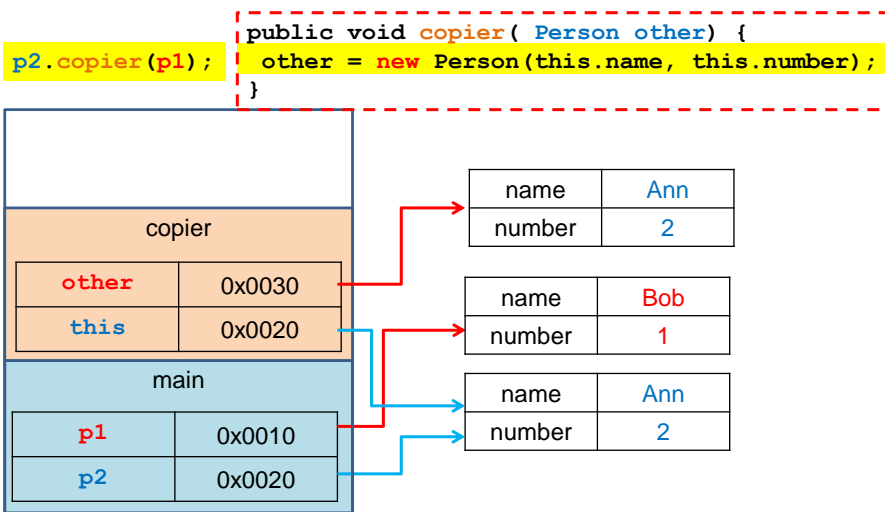 public void copier( Person other) {
p2.copier(p1);
other = new Person(this.name, this.number);
}
copier
other 0x0030
this 0x0020
main
p1 0x0010
p2 0x0020
name Ann
number 2
name Bob
number 1
name Ann
number 2